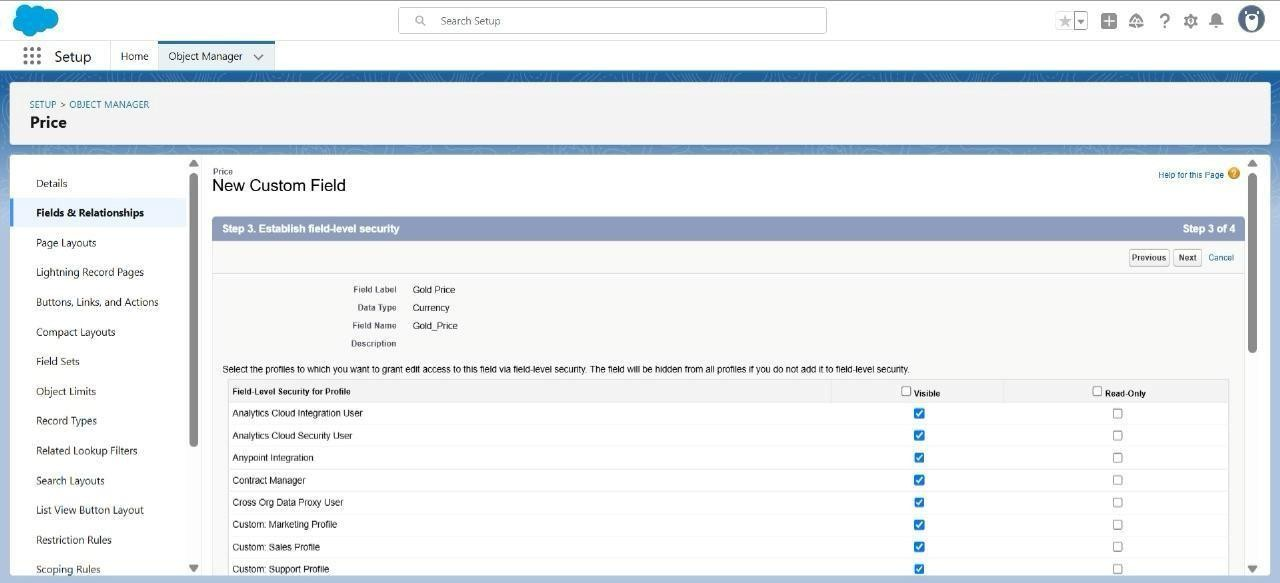 Search Setup
Setup
Home
Object Manager
SETUP > OBJECT MANAGER
Price
Details
Fields & Relationships
Page Layouts
Lightning Record Pages
Buttons, Links, and Actions
Compact Layouts
Field Sets
Object Limits
Record Types
Related Lookup Filters
Search Layouts
List View Button Layout
Restriction Rules
Scoping Rules
Price
New Custom Field
Help for this Page
Step 3. Establish field-level security
Step 3 of 4
Previous Next Cancel
Field Label Gold Price
Data Type Currency
Field Name Gold_Price
Description
Select the profiles to which you want to grant edit access to this field via field-level security. The field will be hidden from all profiles if you do not add it to field-level security.
Field-Level Security for Profile Visible Read-Only
Analytics Cloud Integration User
Analytics Cloud Security User
Anypoint Integration
Contract Manager
Cross Org Data Proxy User
Custom: Marketing Profile
Custom: Sales Profile
Custom: Support Profile